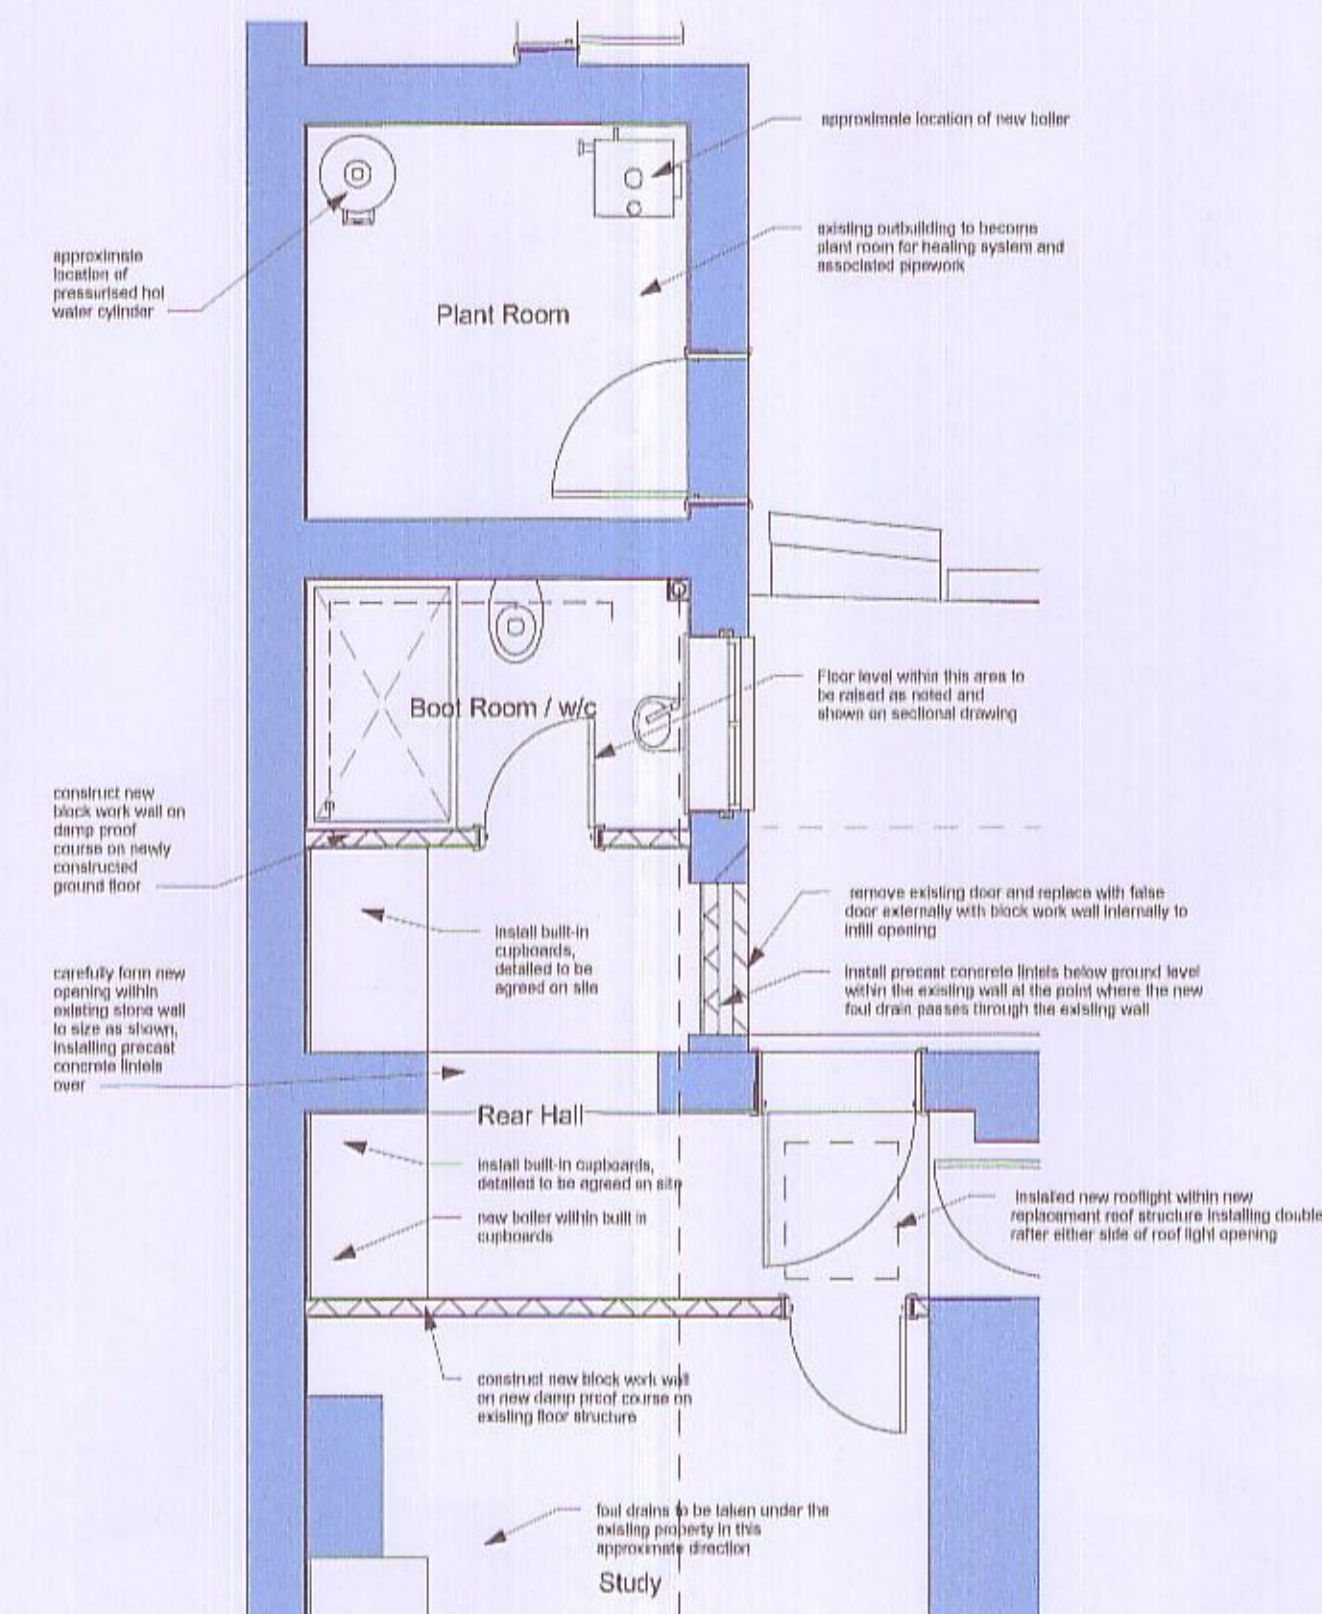 approximate location of new boiler
existing outbuilding to become
plant room for heating system and
associated pipework
approximate
location of
pressurised hot
water cylinder
Plant Room
Floor level within this area to
be raised as noted and
shown on sectional drawing
Boot Room / w/c
construct new
block work wall on
damp proof
course on newly
constructed
ground floor
remove existing door and replace with false
door externally with block work wall internally to
infill opening
install built-in
cupboards,
detailed to be
agreed on site
carefully form new
opening within
existing stone wall
to size as shown,
installing precast
concrete lintels
over
install precast concrete lintels below ground level
within the existing wall at the point where the new
foul drain passes through the existing wall
Rear Hall
install built-in cupboards,
detailed to be agreed on site
new boiler within built in
cupboards
Instaled new rooflight within new
replacement roof structure installing double
rafter either side of roof light opening
construct new block work wall
on new damp proof course on
existing floor structure
foul drains to be taken under the
existing property in this
approximate direction
Study